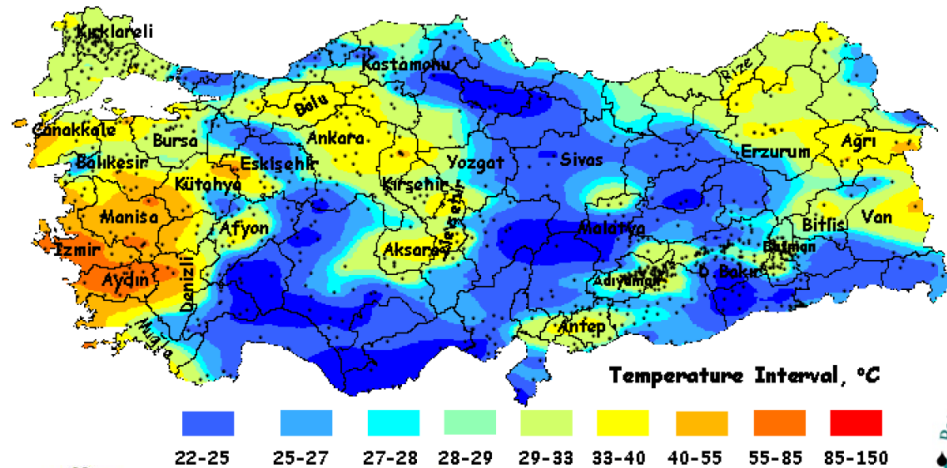 Kırklareli
Kastamonu
Rize
Bolu
Çanakkale
Bursa
Ankara
Ağrı
Balıkesir
Eskişehir
Yozgat
Sivas
Erzurum
Kütahya
Kırşehir
Manisa
Afyon
Nevşehir
Bitlis
Van
Malatya
İzmir
Aksaray
Batman
Aydın
Denizli
Adıyaman
D. Bakır
Muğla
Antep
Temperature Interval, °C
22-25 25-27 27-28 28-29 29-33 33-40 40-55 55-85 85-150